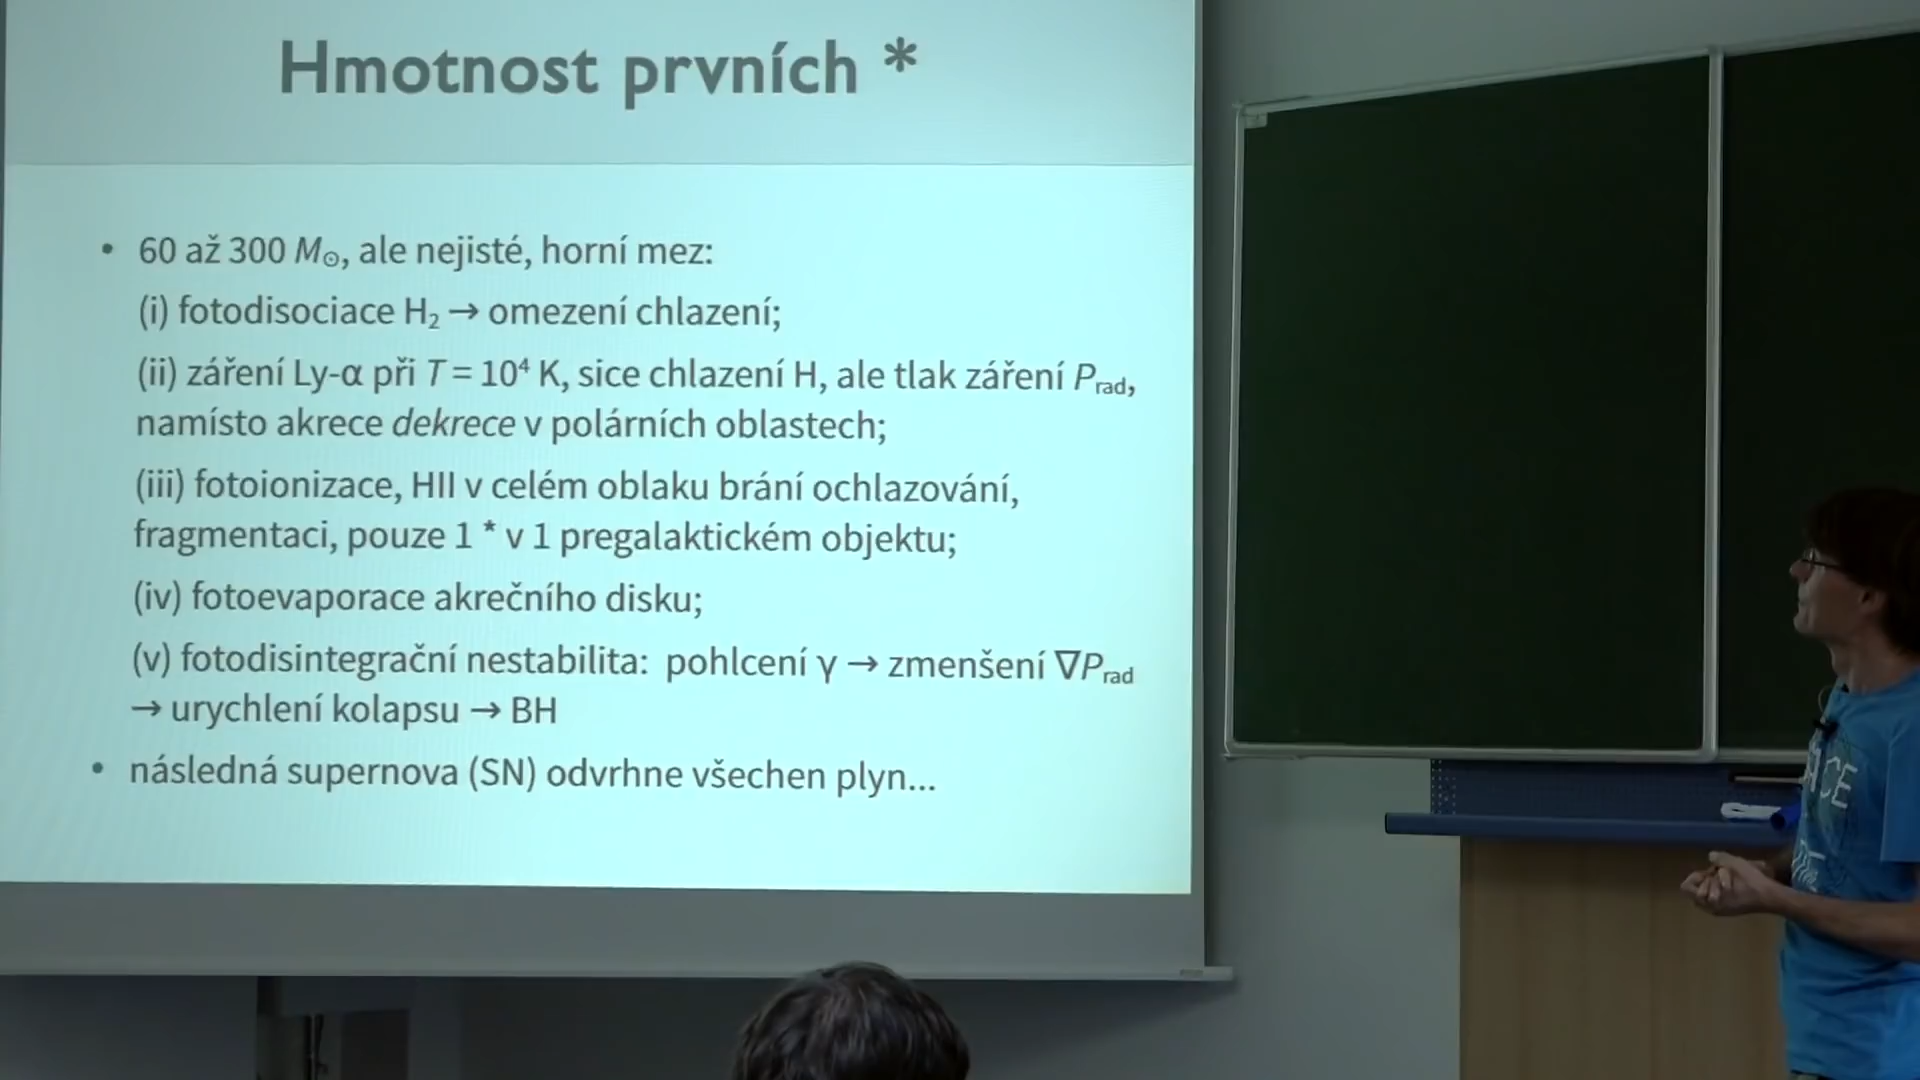 Hmotnost prvních *
• 60 až 300 M☉, ale nejisté, horní mez:
(i) fotodisociace H₂ → omezení chlazení;
(ii) záření Ly-α při T = 10⁴ K, sice chlazení H, ale tlak záření Prad,
namísto akrece dekrece v polárních oblastech;
(iii) fotoionizace, HII v celém oblaku brání ochlazování,
fragmentaci, pouze 1 * v 1 pregalaktickém objektu;
(iv) fotoevaporace akrečního disku;
(v) fotodisintegrační nestabilita: pohlcení γ → zmenšení ∇Prad
→ urychlení kolapsu → BH
• následná supernova (SN) odvrhne všechen plyn...